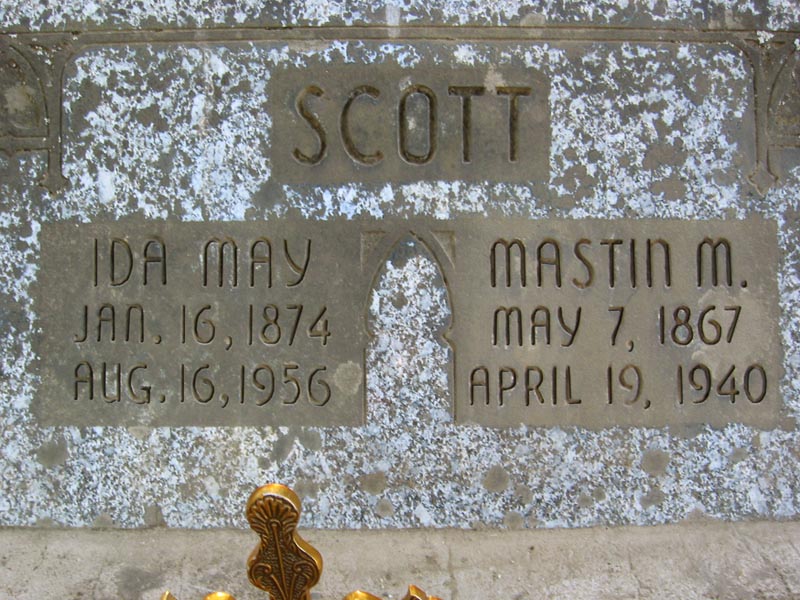 SCOTT
IDA MAY
JAN. 16, 1874
AUG. 16, 1956
MASTIN M.
MAY 7, 1867
APRIL 19, 1940